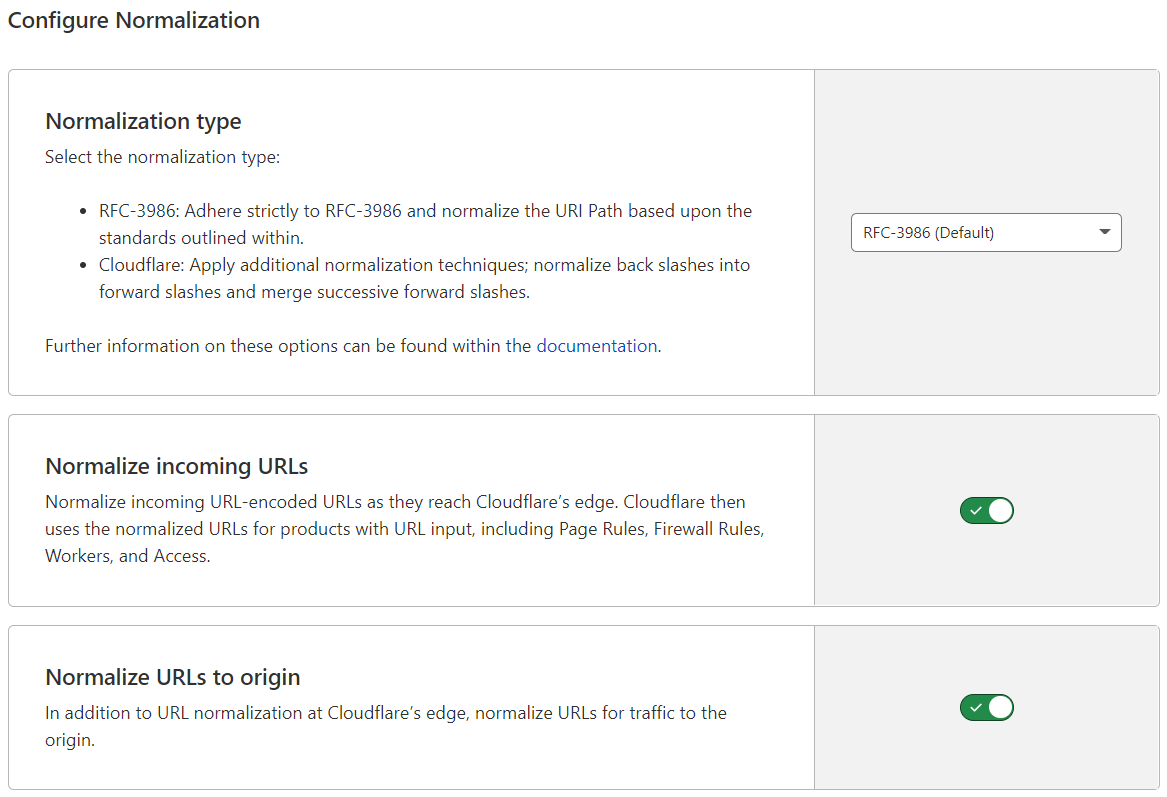 Configure Normalization
Normalization type
Select the normalization type:
RFC-3986: Adhere strictly to RFC-3986 and normalize the URI Path based upon the
standards outlined within.
Cloudflare: Apply additional normalization techniques; normalize back slashes into
forward slashes and merge successive forward slashes.
Further information on these options can be found within the documentation.
RFC-3986 (Default)
Normalize incoming URLs
Normalize incoming URL-encoded URLs as they reach Cloudflare’s edge. Cloudflare then
uses the normalized URLs for products with URL input, including Page Rules, Firewall Rules,
Workers, and Access.
Normalize URLs to origin
In addition to URL normalization at Cloudflare’s edge, normalize URLs for traffic to the
origin.